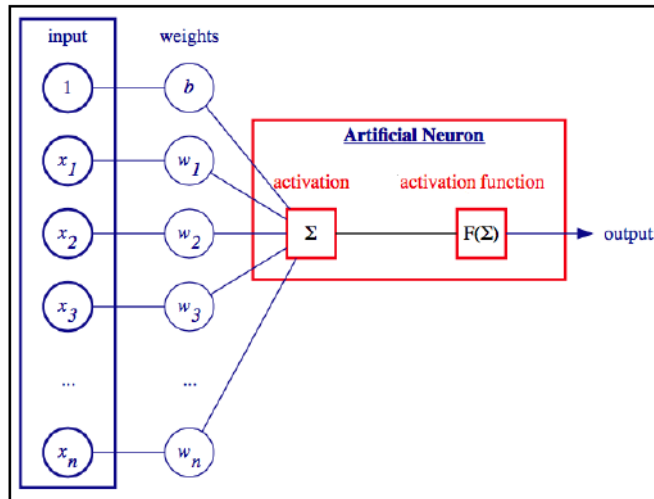 input weights
1 b
Artificial Neuron
x1 w1
activation activation function
x2 w2 Σ F(Σ) output
x3 w3
... ...
xn wn